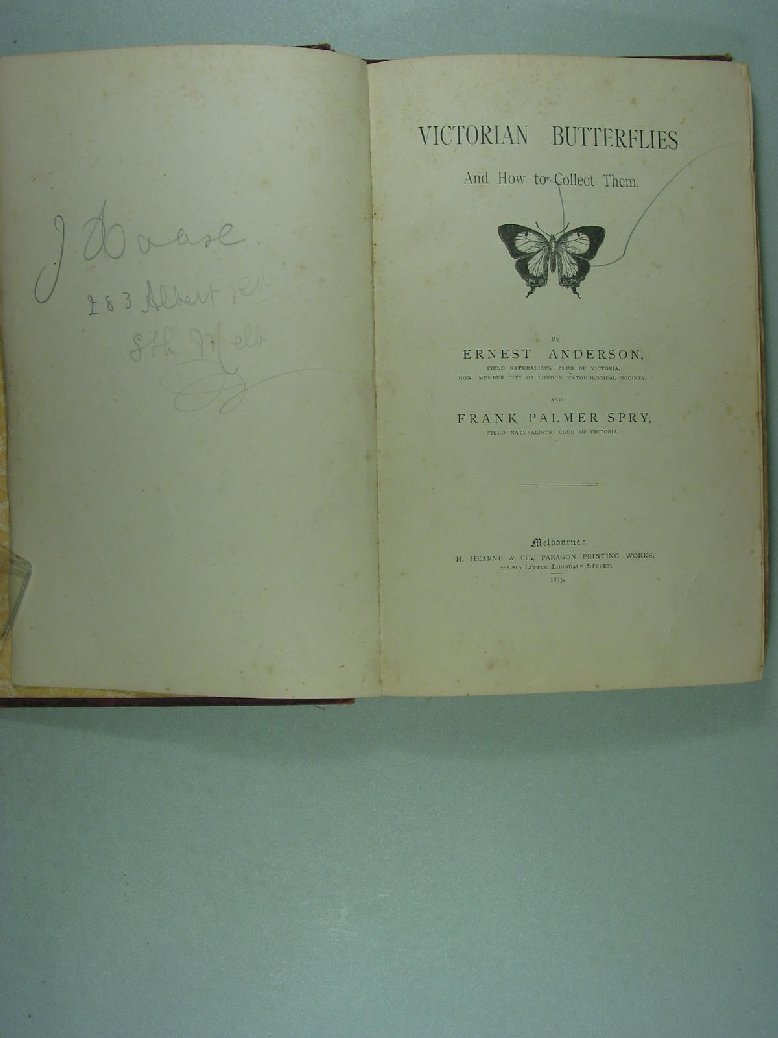 J
283 Albert Rd
Sth Melb
VICTORIAN BUTTERFLIES
And How to Collect Them.
BY
ERNEST ANDERSON,
FIELD NATURALISTS' CLUB OF VICTORIA.
NON. MEMBER CITY OF LONDON ENTOMOLOGICAL SOCIETY.
AND
FRANK PALMER SPRY,
FIELD NATURALISTS' CLUB OF VICTORIA.
Melbourne:
H. HEARNE & CO., PARAGON PRINTING WORKS,
LITTLE LONSDALE STREET.